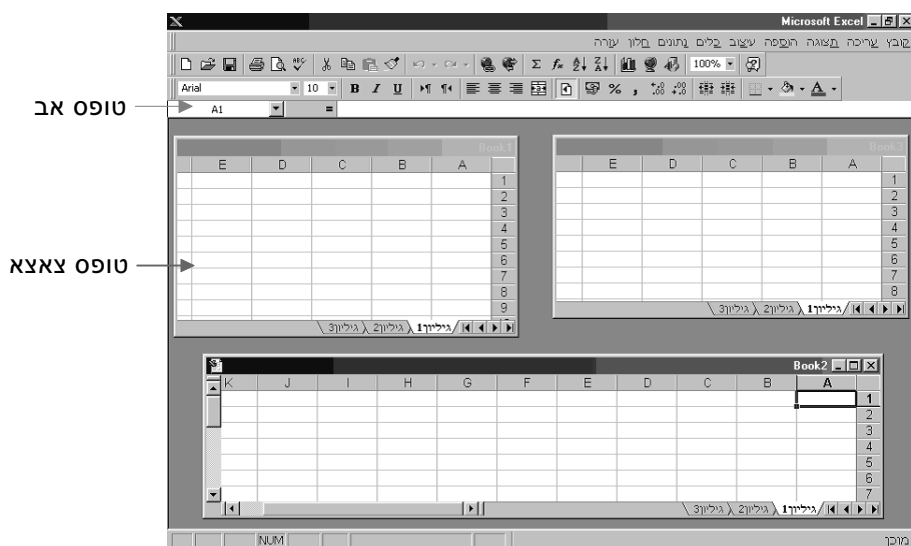 Microsoft Excel
קובץ עריכה תצוגה הוספה עיצוב כלים נתונים חלון עזרה
100%
Arial 10 B I U
טופס אב
A1 =
Book1
E D C B A
1
2
3
4
5
6
7
8
9
גיליון1 גיליון2 גיליון3
Book3
E D C B A
1
2
3
4
5
6
7
8
גיליון1 גיליון2 גיליון3
טופס צאצא
Book2
K J I H G F E D C B A
1
2
3
4
5
6
7
גיליון1 גיליון2 גיליון3
מוכן
NUM